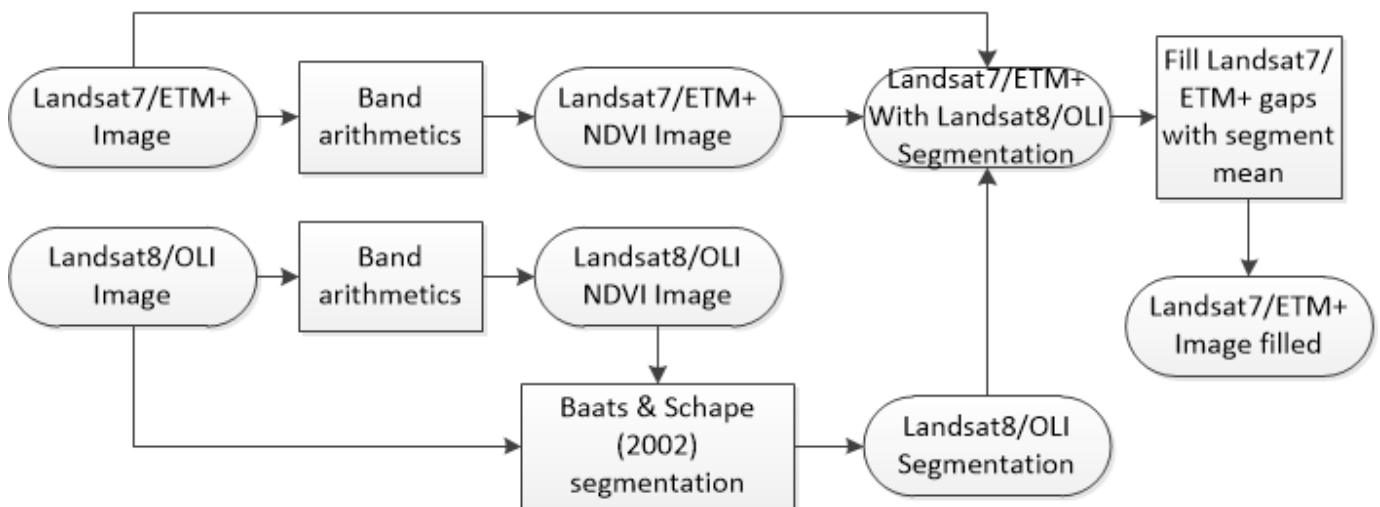 Landsat7/ETM+
Image
Band
arithmetics
Landsat7/ETM+
NDVI Image
Landsat7/ETM+
With Landsat8/OLI
Segmentation
Fill Landsat7/
ETM+ gaps
with segment
mean
Landsat8/OLI
Image
Band
arithmetics
Landsat8/OLI
NDVI Image
Landsat7/ETM+
Image filled
Baats & Schape
(2002)
segmentation
Landsat8/OLI
Segmentation